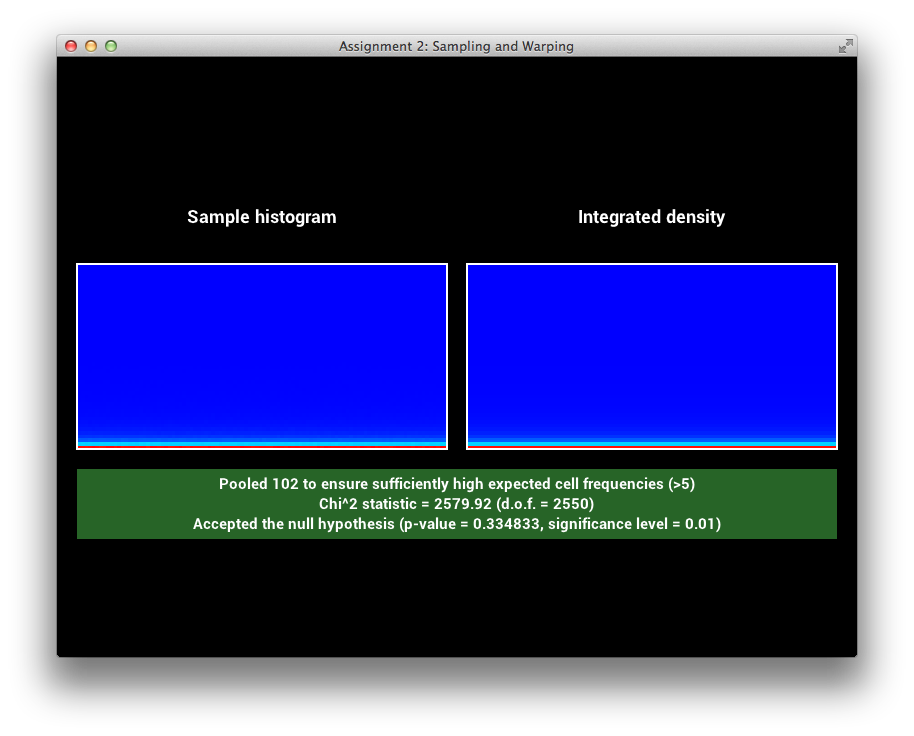 Assignment 2: Sampling and Warping
Sample histogram
Integrated density
Pooled 102 to ensure sufficiently high expected cell frequencies (>5)
Chi^2 statistic = 2579.92 (d.o.f. = 2550)
Accepted the null hypothesis (p-value = 0.334833, significance level = 0.01)